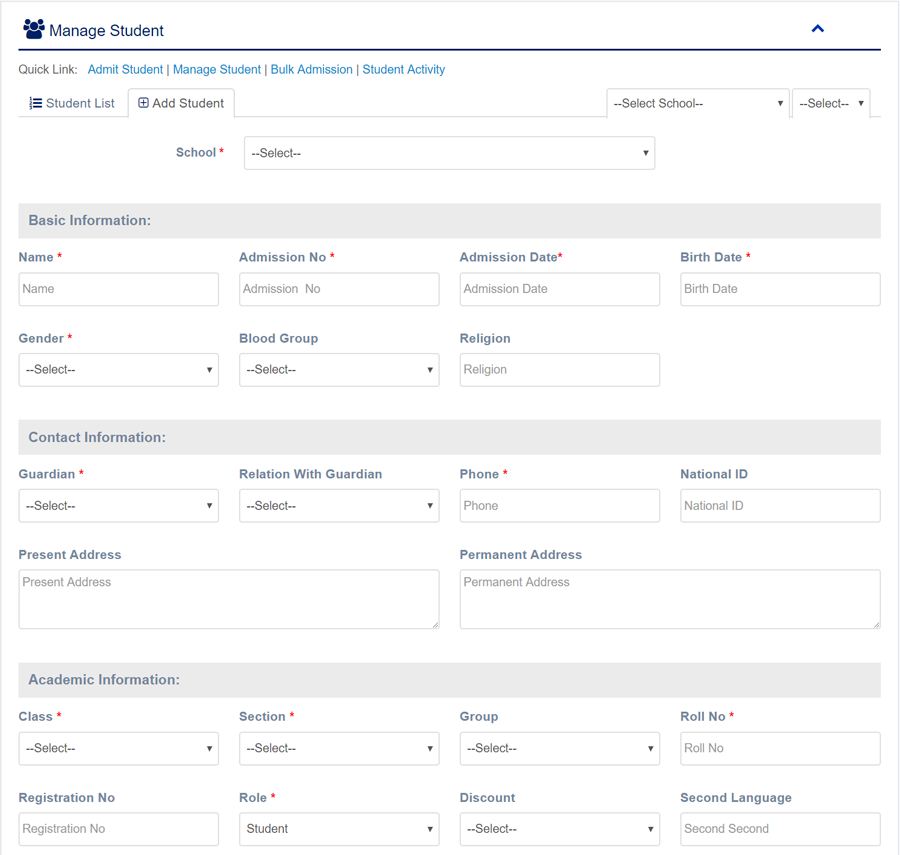 Manage Student
Quick Link: Admit Student | Manage Student | Bulk Admission | Student Activity
Student List Add Student --Select School-- --Select--
School * --Select--
Basic Information:
Name * Admission No * Admission Date* Birth Date *
Name Admission No Admission Date Birth Date
Gender * Blood Group Religion
--Select-- --Select-- Religion
Contact Information:
Guardian * Relation With Guardian Phone * National ID
--Select-- --Select-- Phone National ID
Present Address Permanent Address
Present Address Permanent Address
Academic Information:
Class * Section * Group Roll No *
--Select-- --Select-- --Select-- Roll No
Registration No Role * Discount Second Language
Registration No Student --Select-- Second Second